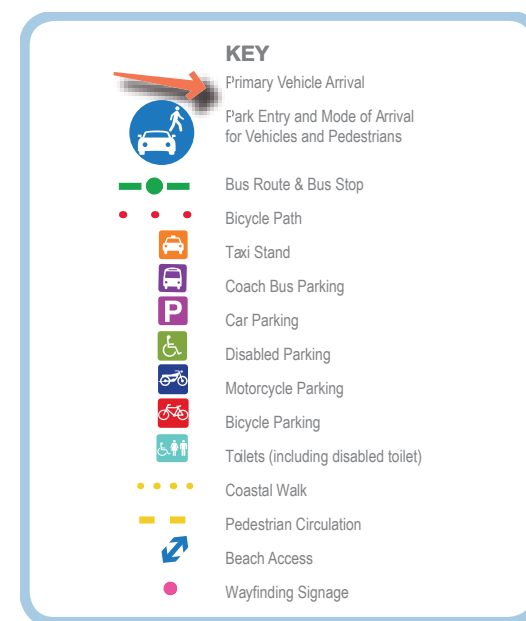 KEY
Primary Vehicle Arrival
Park Entry and Mode of Arrival
for Vehicles and Pedestrians
Bus Route & Bus Stop
Bicycle Path
Taxi Stand
Coach Bus Parking
P
Car Parking
Disabled Parking
Motorcycle Parking
Bicycle Parking
Toilets (including disabled toilet)
Coastal Walk
Pedestrian Circulation
Beach Access
Wayfinding Signage